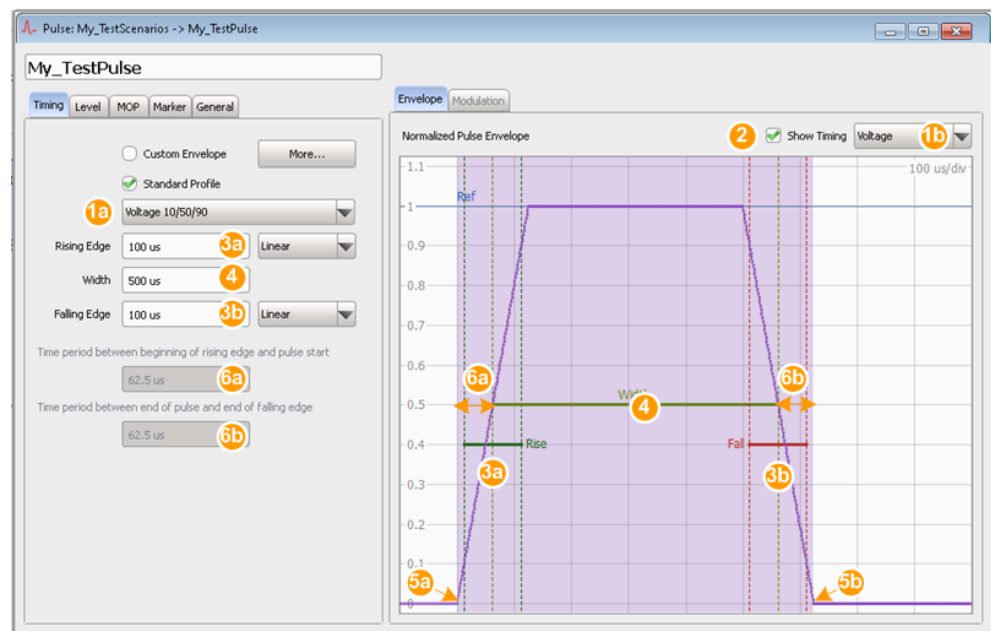 Pulse: My_TestScenarios -> My_TestPulse
My_TestPulse
Timing Level MOP Marker General
Custom Envelope More...
Standard Profile
1a Voltage 10/50/90
Rising Edge 100 us 3a Linear
Width 500 us 4
Falling Edge 100 us 3b Linear
Time period between beginning of rising edge and pulse start
62.5 us 6a
Time period between end of pulse and end of falling edge
62.5 us 6b
Envelope Modulation
Normalized Pulse Envelope 2 Show Timing Voltage 1b
1.1 100 us/div
Ref
1
0.9
0.8
0.7
0.6
6a 6b
0.5 Width 4
0.4 Rise Fall
3a 3b
0.3
0.2
0.1
5a 5b
0